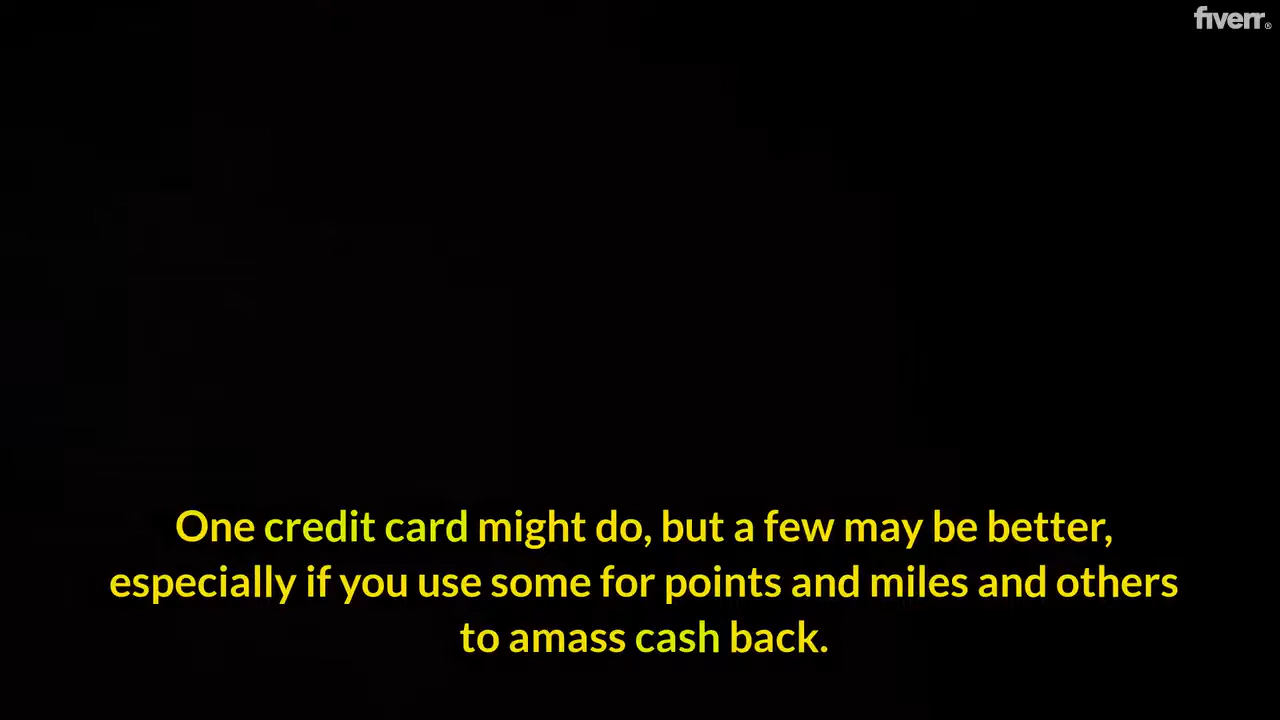 fiverr®
One credit card might do, but a few may be better,
especially if you use some for points and miles and others
to amass cash back.